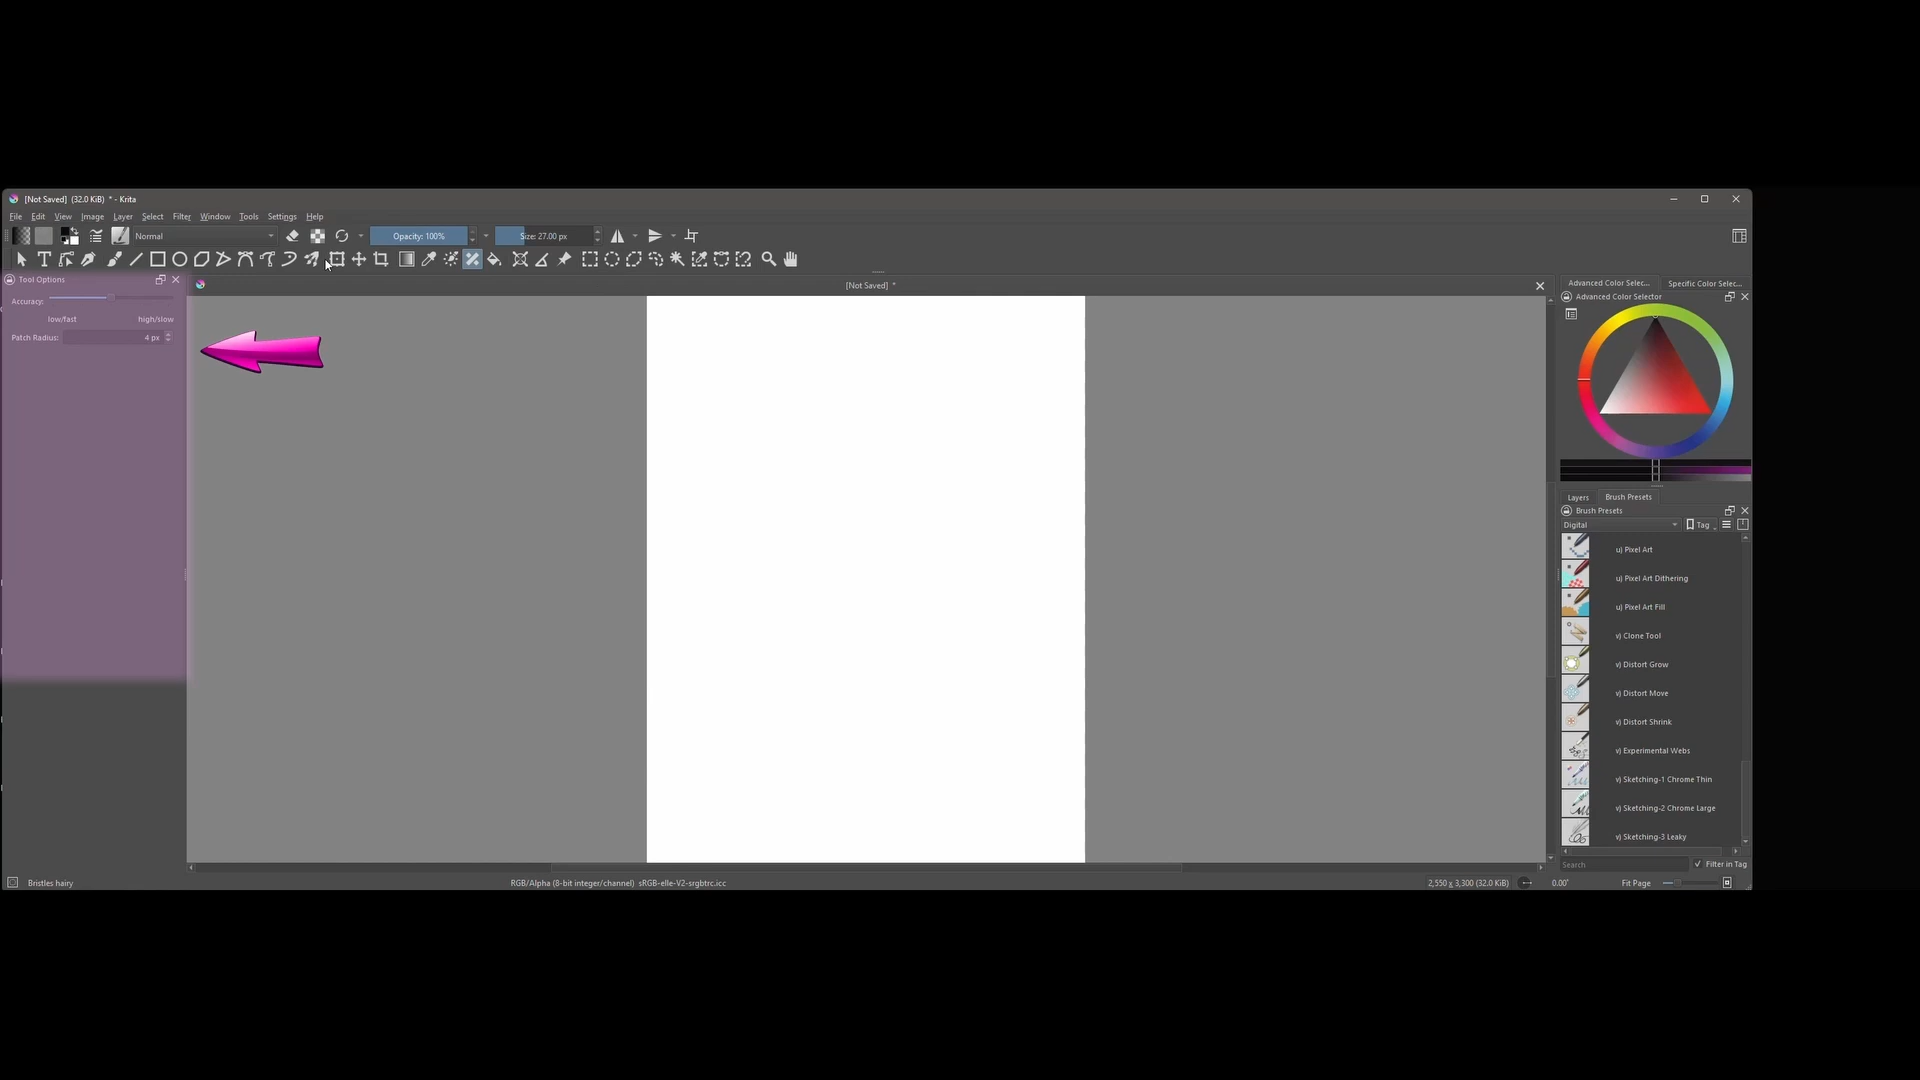 [Not Saved] (32.0 KiB) * - Krita
File Edit View Image Layer Select Filter Window Tools Settings Help
Normal
Opacity: 100%
Size: 27.00 px
Tool Options
[Not Saved] *
Advanced Color Selec... Specific Color Selec...
Advanced Color Selector
Accuracy:
low/fast high/slow
Patch Radius: 4 px
Layers Brush Presets
Brush Presets
Digital
Tag
u) Pixel Art
u) Pixel Art Dithering
u) Pixel Art Fill
v) Clone Tool
v) Distort Grow
v) Distort Move
v) Distort Shrink
v) Experimental Webs
v) Sketching-1 Chrome Thin
v) Sketching-2 Chrome Large
v) Sketching-3 Leaky
Search
Filter in Tag
Bristles hairy
RGB/Alpha (8-bit integer/channel) sRGB-elle-V2-srgbtrc.icc
2,550 x 3,300 (32.0 KiB)
0.00°
Fit Page